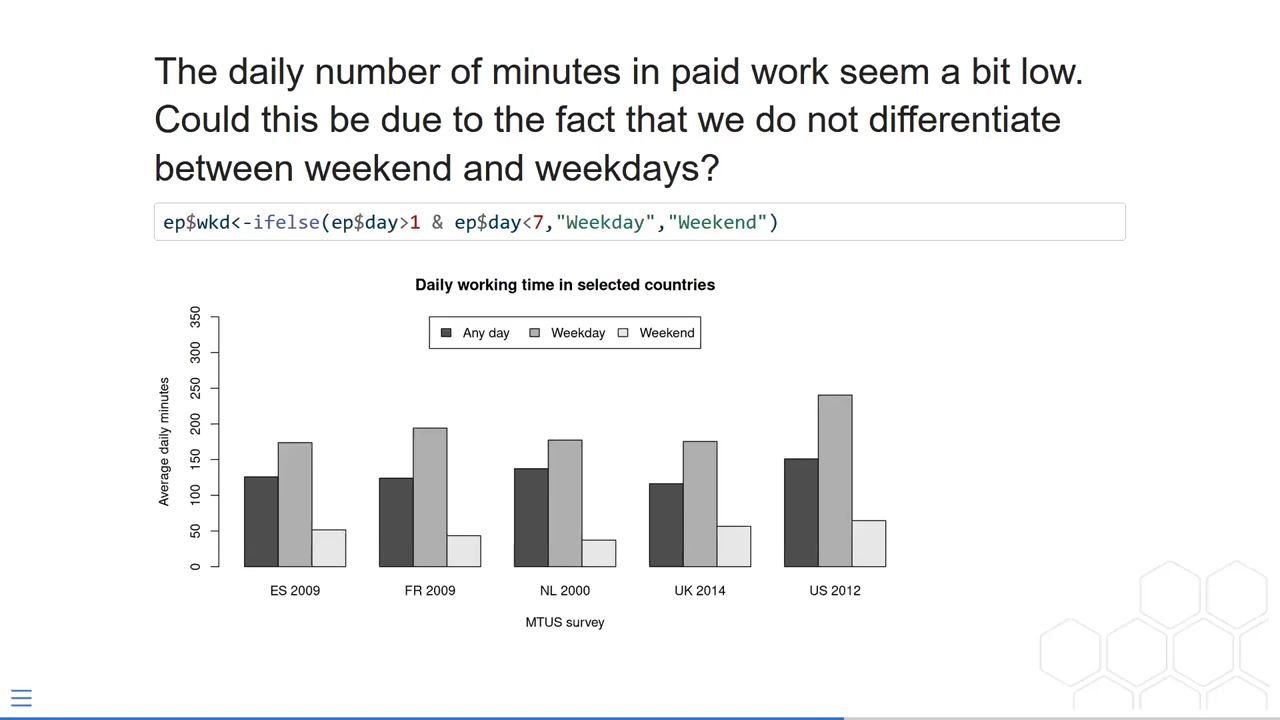 The daily number of minutes in paid work seem a bit low.
Could this be due to the fact that we do not differentiate
between weekend and weekdays?
ep$wkd<-ifelse(ep$day>1 & ep$day<7,"Weekday","Weekend")
Daily working time in selected countries
Any day Weekday Weekend
Average daily minutes
350
300
250
200
150
100
50
0
ES 2009 FR 2009 NL 2000 UK 2014 US 2012
MTUS survey